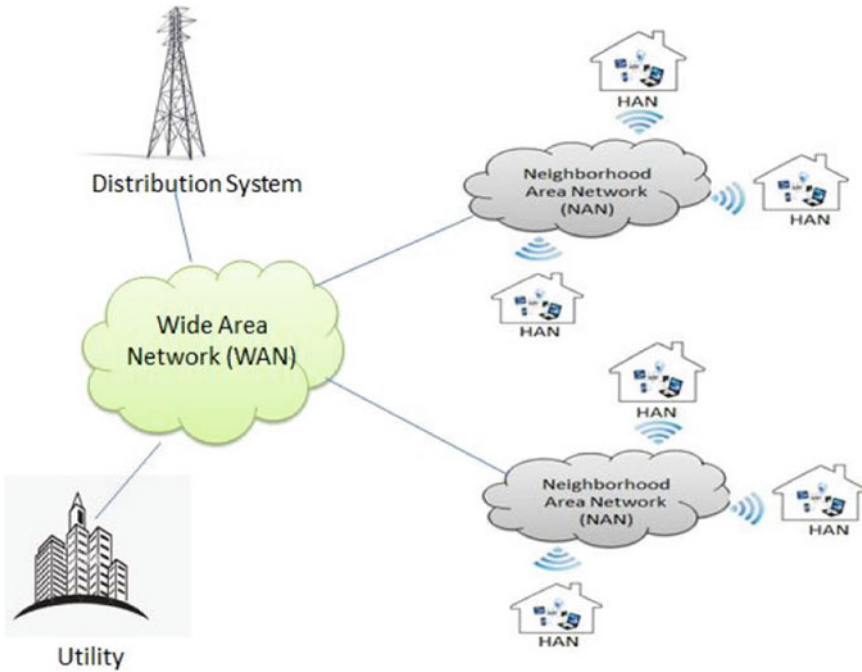 Distribution System
Wide Area
Network (WAN)
Utility
HAN
Neighborhood
Area Network
(NAN)
HAN
HAN
HAN
Neighborhood
Area Network
(NAN)
HAN
HAN